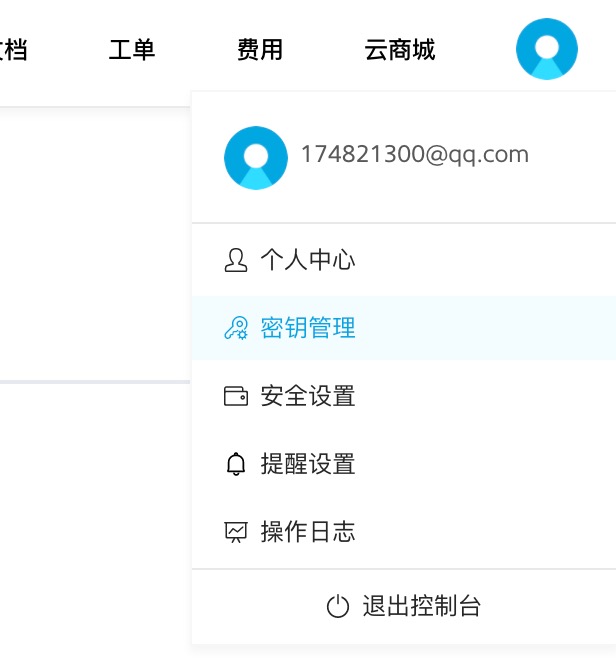 文档 工单 费用 云商城
174821300@qq.com
个人中心
密钥管理
安全设置
提醒设置
操作日志
退出控制台